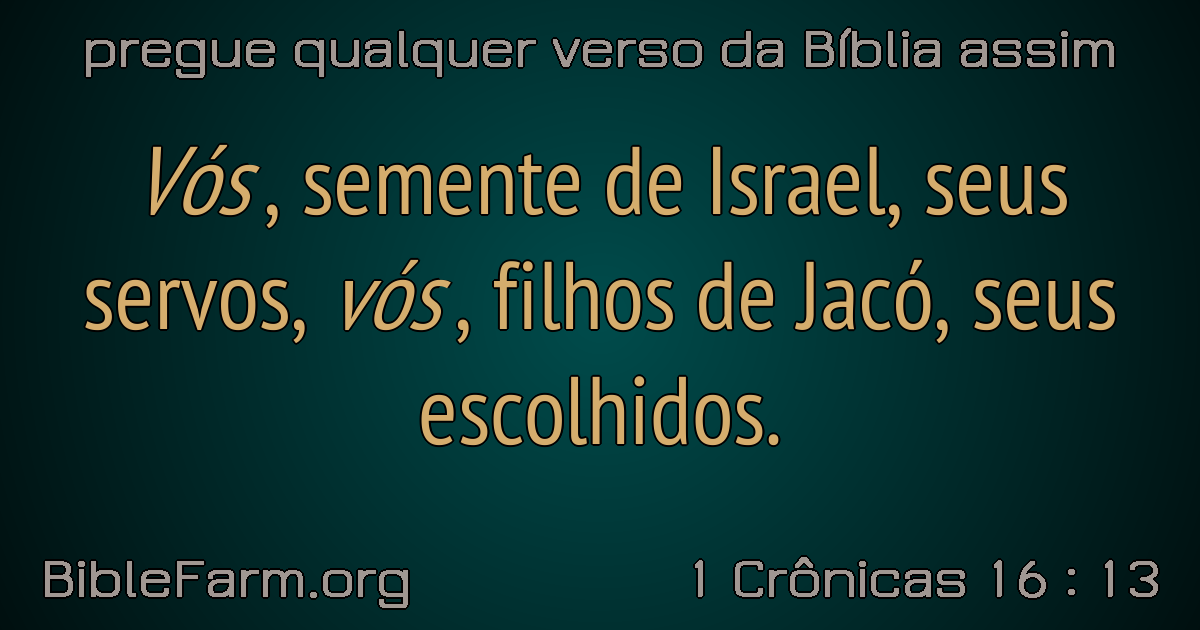 pregue qualquer verso da Bíblia assim
Vós, semente de Israel, seus
servos, vós, filhos de Jacó, seus
escolhidos.
BibleFarm.org
1 Crônicas 16 : 13